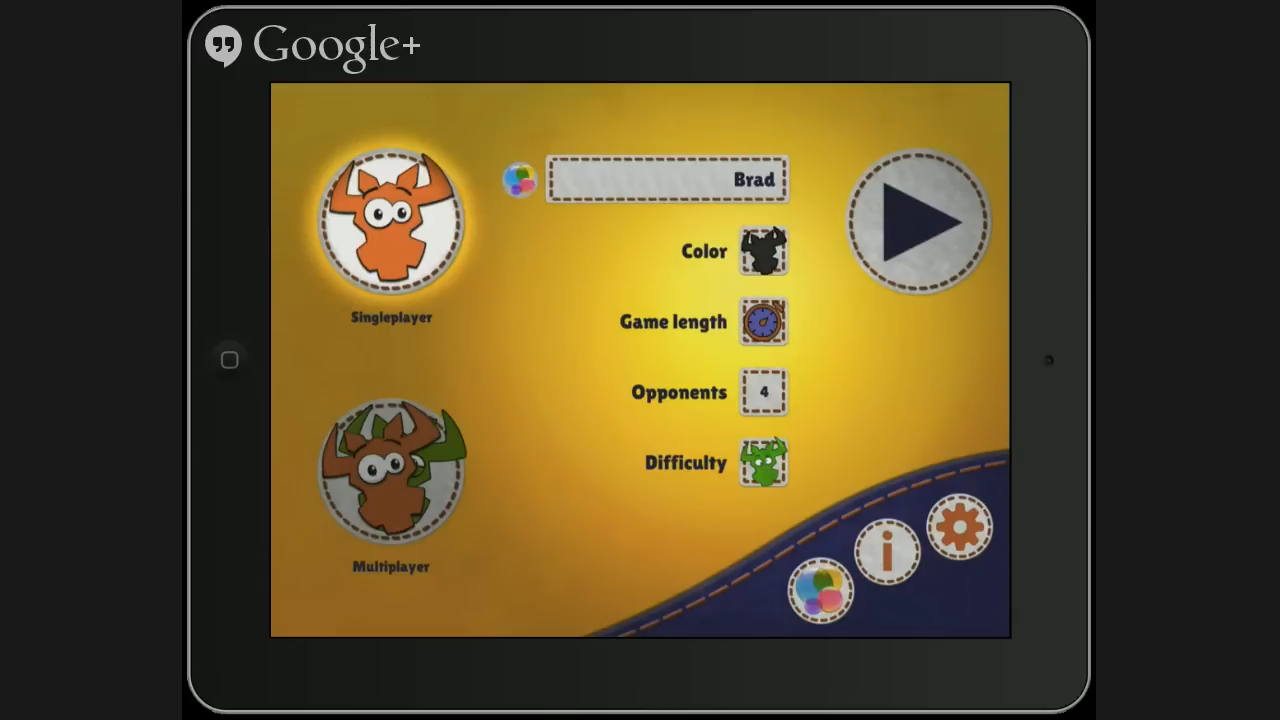 Google+
Brad
Color
Game length
Singleplayer
Opponents
4
Difficulty
Multiplayer
i